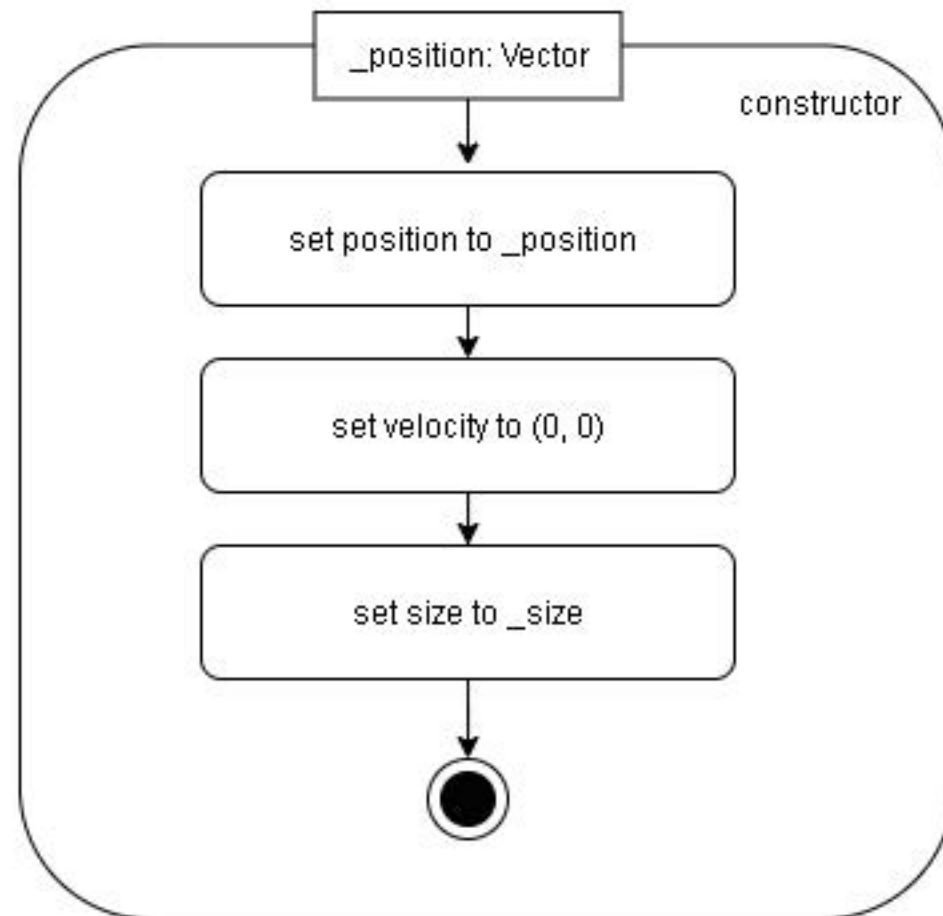 _position: Vector
constructor
set position to _position
set velocity to (0, 0)
set size to _size